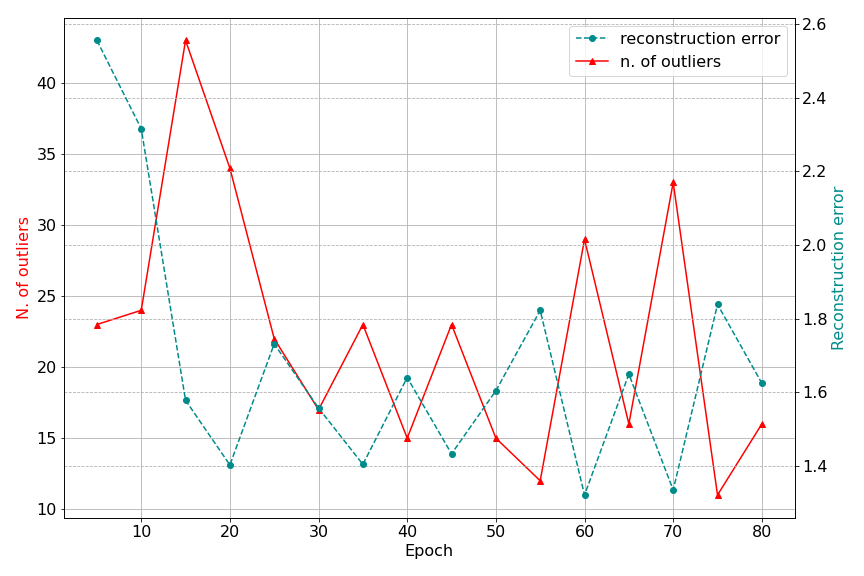 reconstruction error
n. of outliers
N. of outliers
40
35
30
25
20
15
10
2.6
2.4
2.2
2.0
1.8
1.6
1.4
Reconstruction error
10 20 30 40 50 60 70 80
Epoch